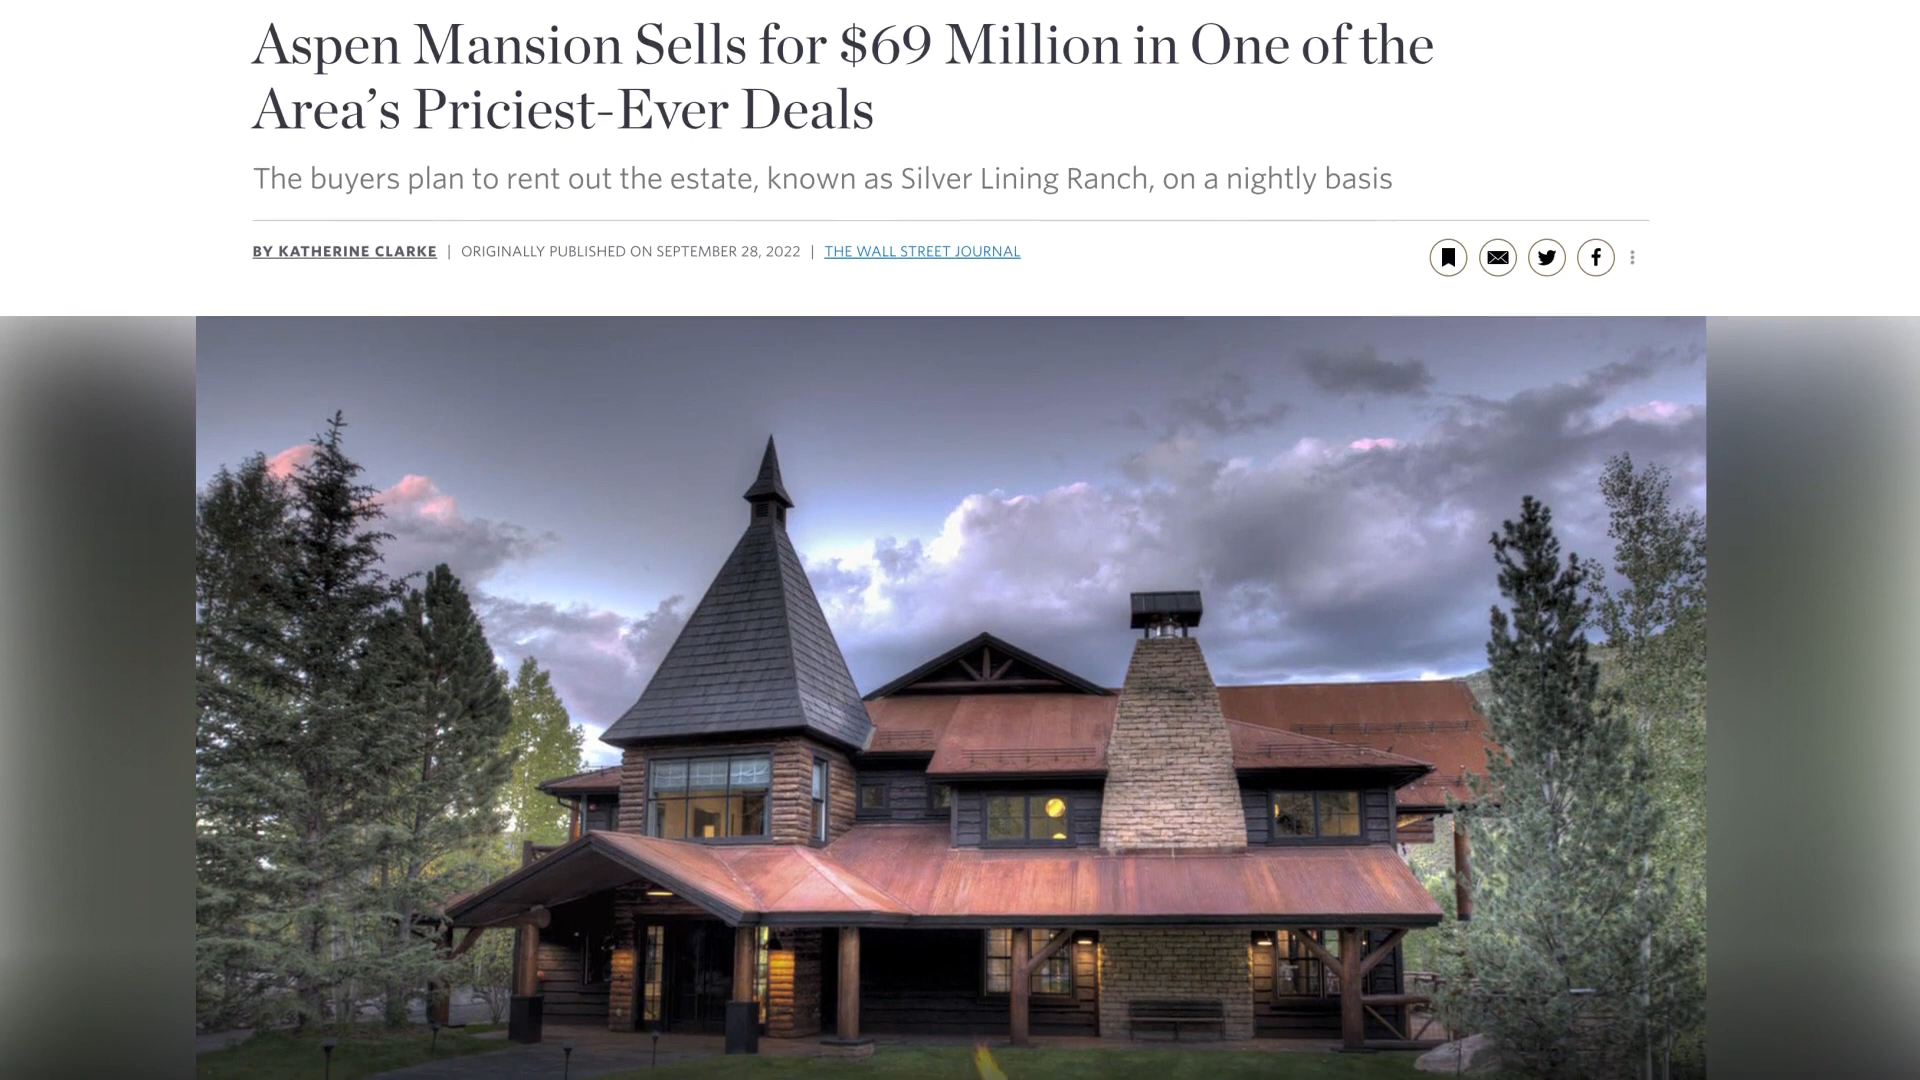 Aspen Mansion Sells for $69 Million in One of the
Area’s Priciest-Ever Deals
The buyers plan to rent out the estate, known as Silver Lining Ranch, on a nightly basis
BY KATHERINE CLARKE | ORIGINALLY PUBLISHED ON SEPTEMBER 28, 2022 | THE WALL STREET JOURNAL